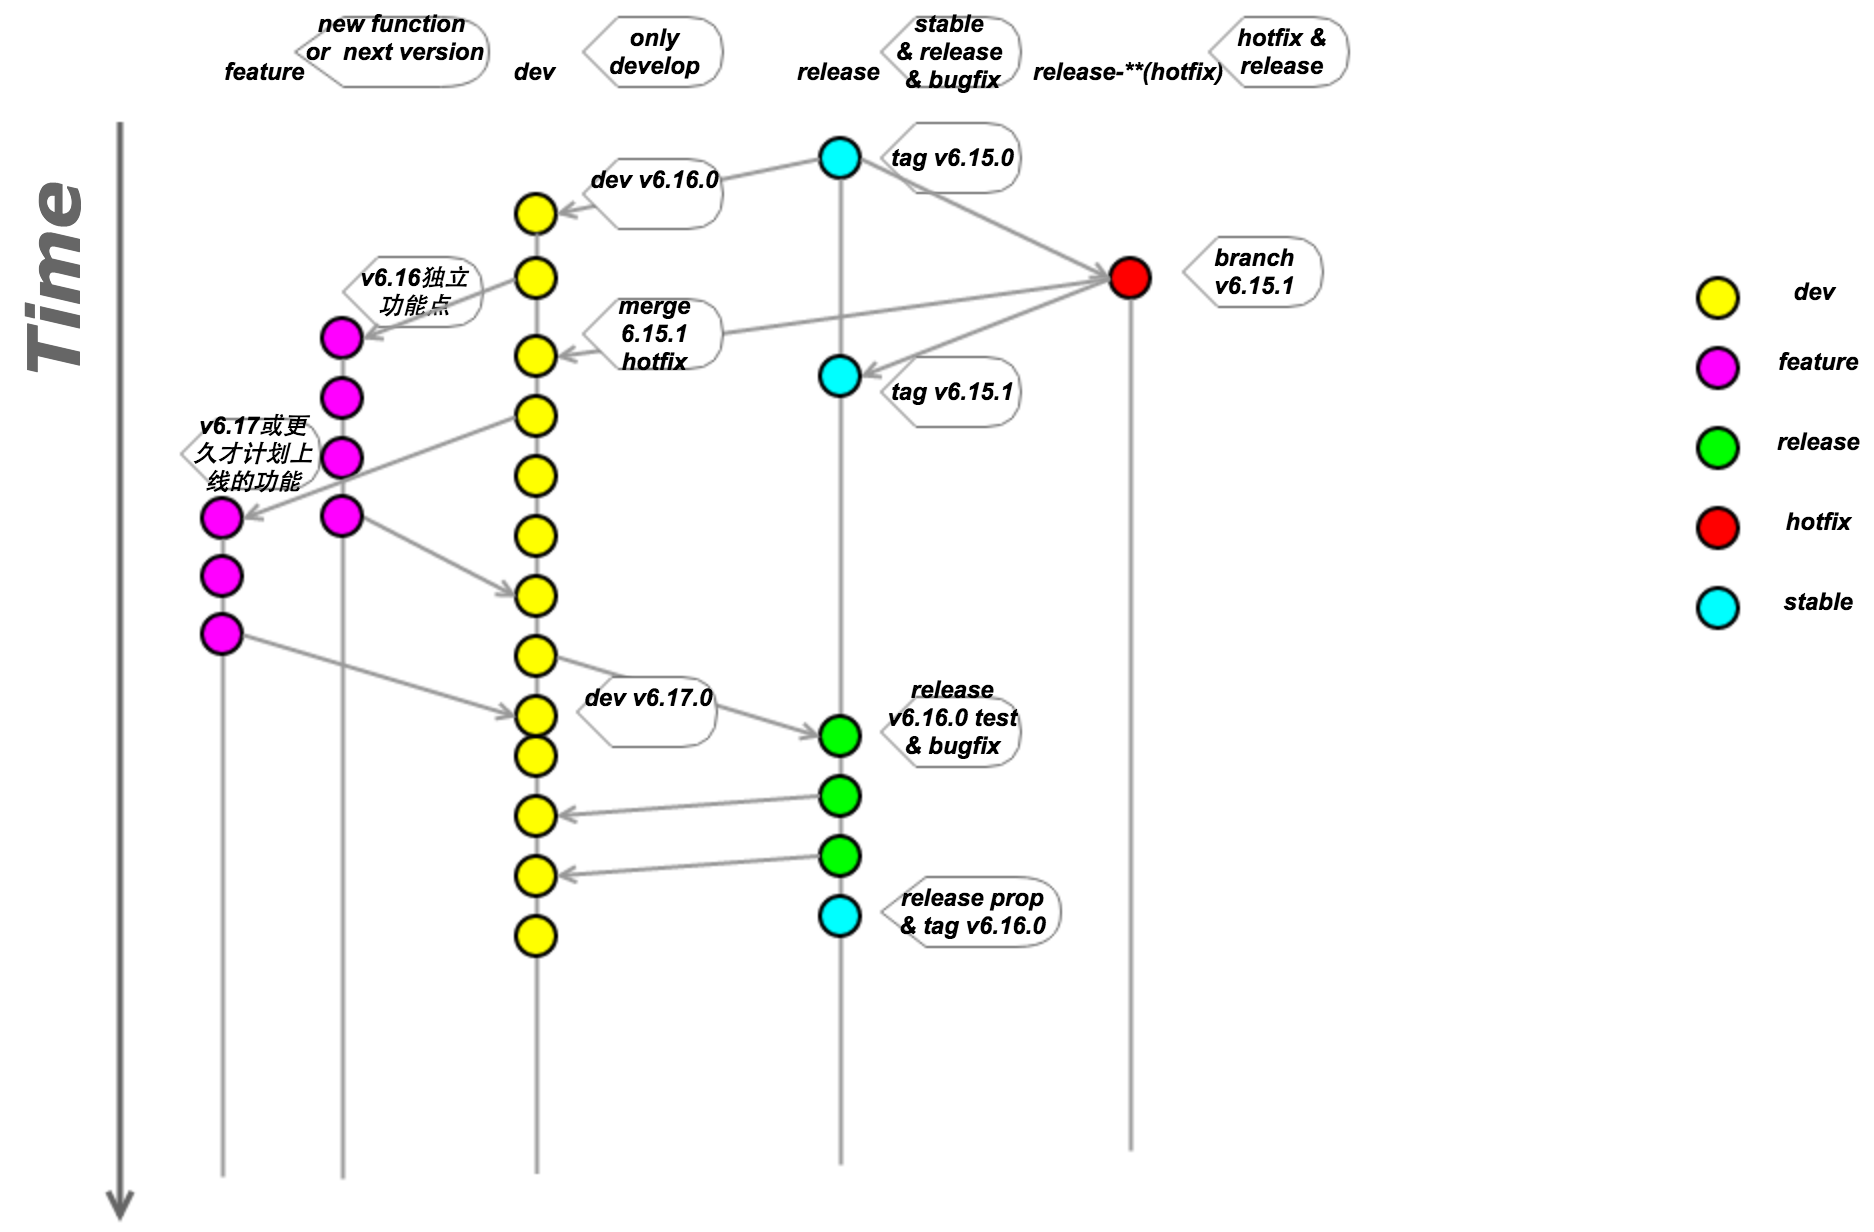 new function
or next version
feature
dev
only
develop
release
stable
& release
& bugfix
release-**(hotfix)
hotfix &
release
Time
tag v6.15.0
dev v6.16.0
branch
v6.15.1
v6.16独立
功能点
merge
6.15.1
hotfix
tag v6.15.1
v6.17或更
久才计划上
线的功能
dev v6.17.0
release
v6.16.0 test
& bugfix
release prop
& tag v6.16.0
dev
feature
release
hotfix
stable